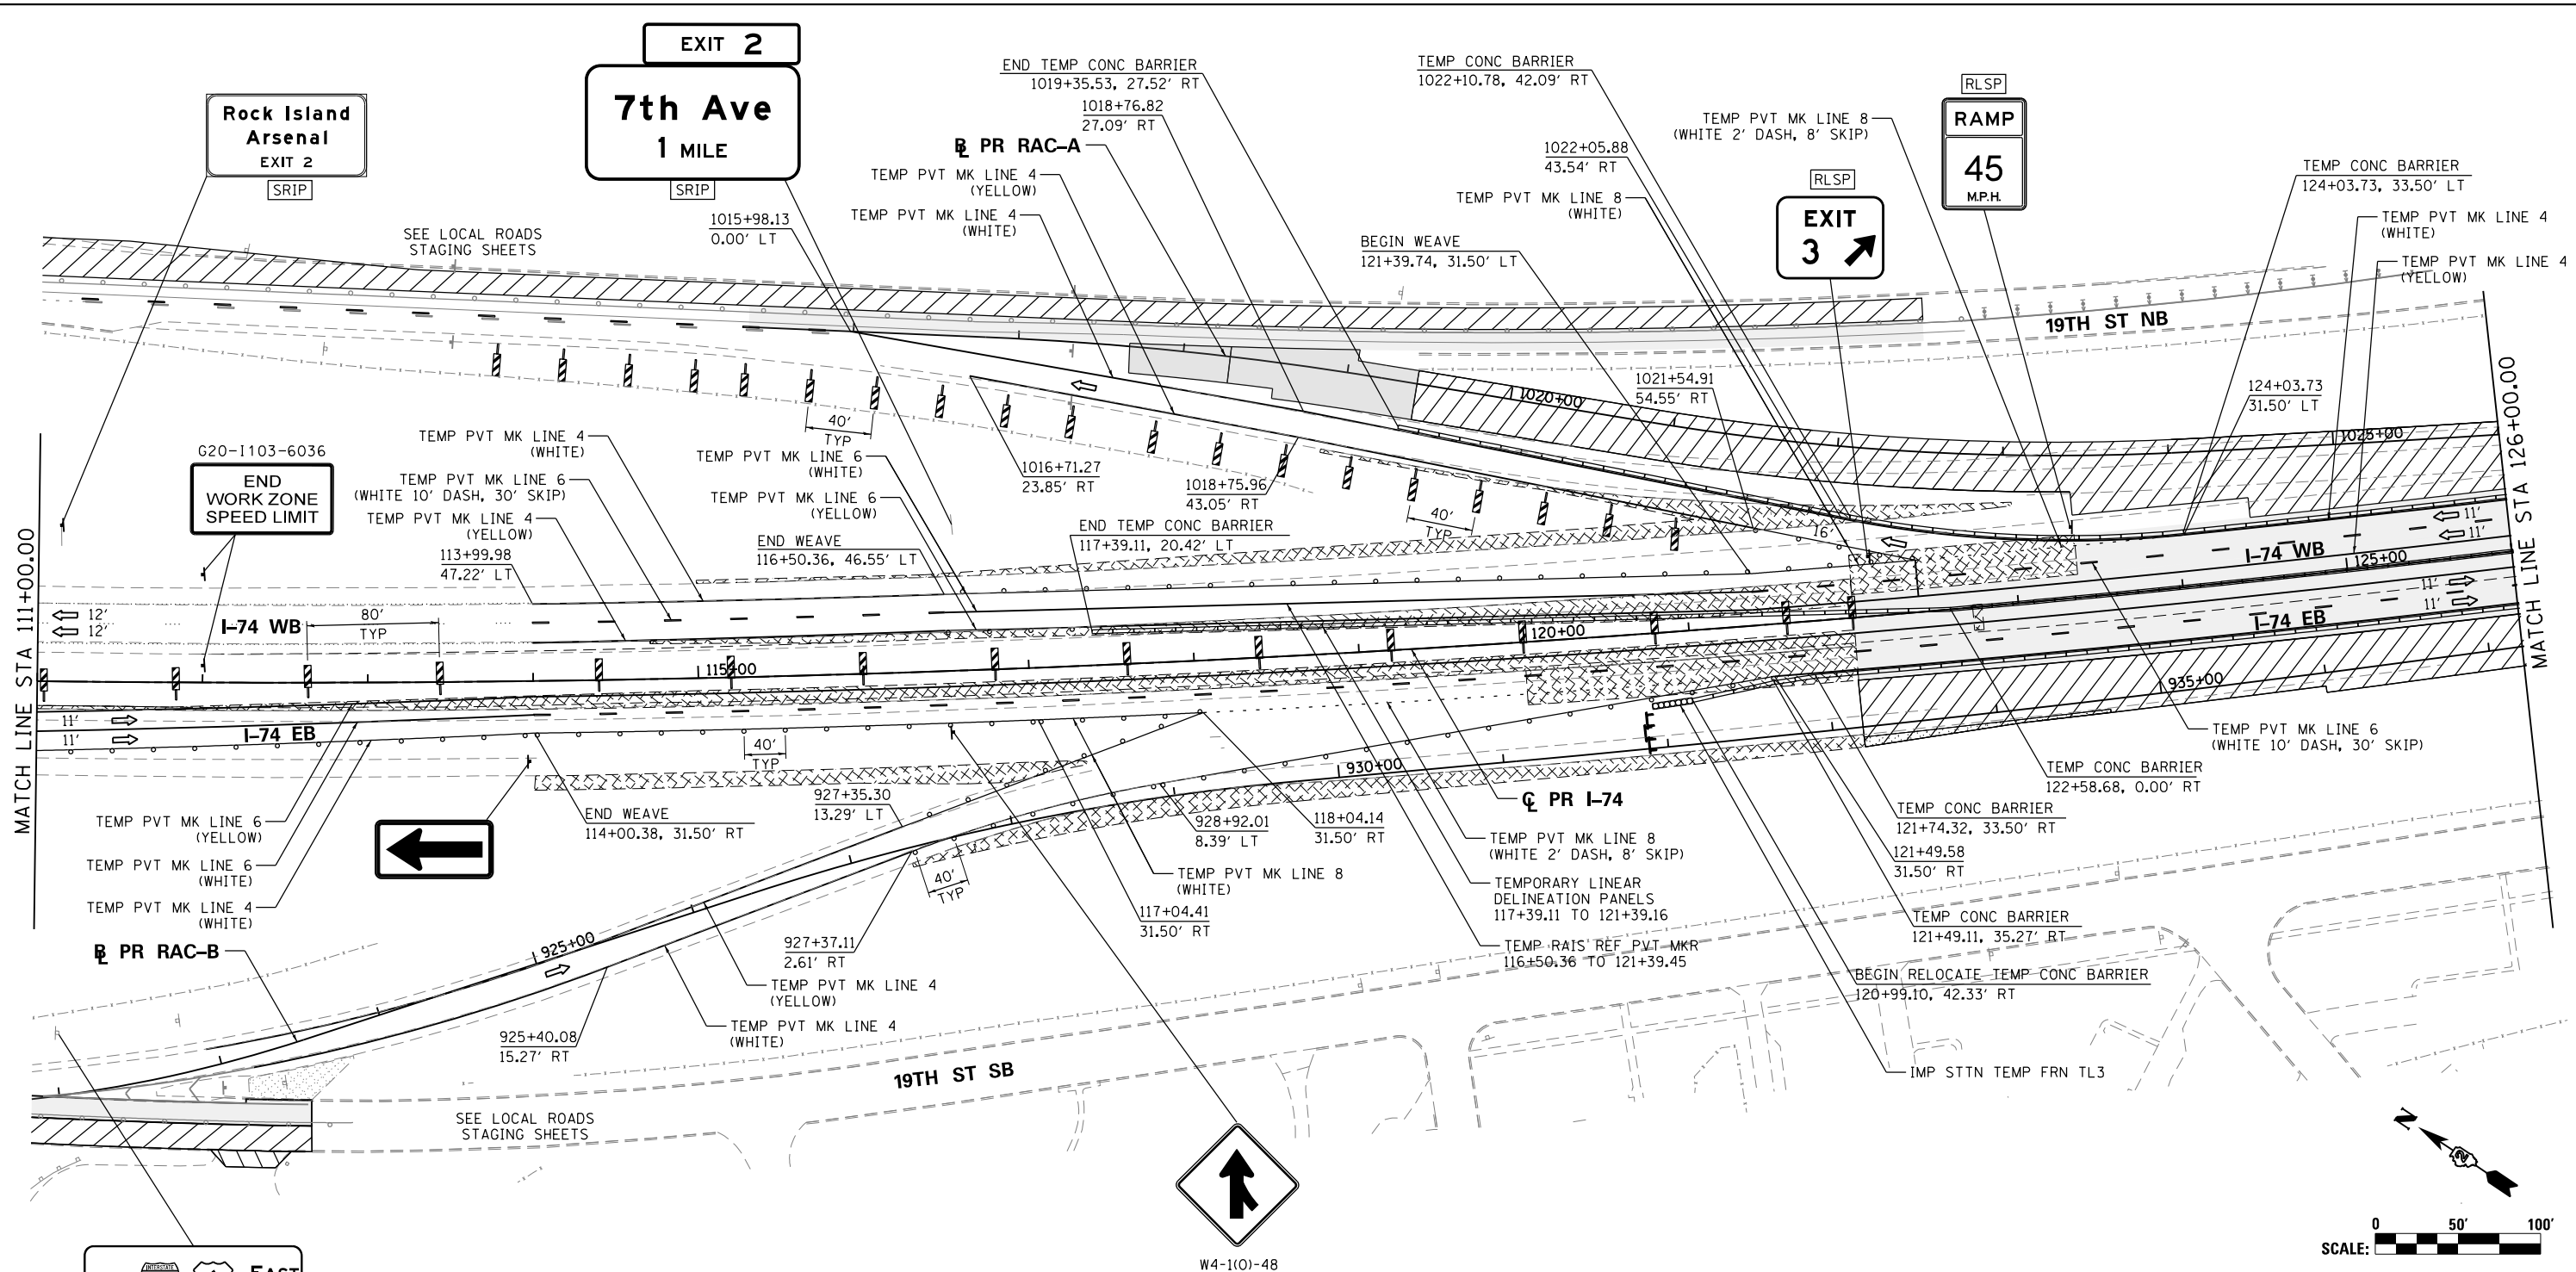 EXIT 2
7th Ave
1 MILE
SRIP
Rock Island
Arsenal
EXIT 2
SRIP
END TEMP CONC BARRIER
1019+35.53, 27.52' RT
1018+76.82
27.09' RT
TEMP CONC BARRIER
1022+10.78, 42.09' RT
RLSP
RAMP
45
M.P.H.
TEMP PVT MK LINE 8
(WHITE 2' DASH, 8' SKIP)
℄ PR RAC-A
TEMP PVT MK LINE 4
(YELLOW)
TEMP PVT MK LINE 4
(WHITE)
1022+05.88
43.54' RT
TEMP PVT MK LINE 8
(WHITE)
RLSP
EXIT
3
TEMP CONC BARRIER
124+03.73, 33.50' LT
TEMP PVT MK LINE 4
(WHITE)
TEMP PVT MK LINE 4
(YELLOW)
1015+98.13
0.00' LT
SEE LOCAL ROADS
STAGING SHEETS
BEGIN WEAVE
121+39.74, 31.50' LT
19TH ST NB
1020+00
1021+54.91
54.55' RT
124+03.73
31.50' LT
1025+00
40'
TYP
1016+71.27
23.85' RT
1018+75.96
43.05' RT
40'
TYP
16'
G20-I103-6036
END
WORK ZONE
SPEED LIMIT
TEMP PVT MK LINE 4
(WHITE)
TEMP PVT MK LINE 6
(WHITE 10' DASH, 30' SKIP)
TEMP PVT MK LINE 4
(YELLOW)
113+99.98
47.22' LT
TEMP PVT MK LINE 6
(WHITE)
TEMP PVT MK LINE 6
(YELLOW)
END WEAVE
116+50.36, 46.55' LT
END TEMP CONC BARRIER
117+39.11, 20.42' LT
11'
11'
I-74 WB
125+00
11'
11'
I-74 EB
MATCH LINE STA 126+00.00
MATCH LINE STA 111+00.00
12'
12'
I-74 WB
80'
TYP
115+00
120+00
11'
11'
I-74 EB
40'
TYP
930+00
935+00
TEMP PVT MK LINE 6
(YELLOW)
TEMP PVT MK LINE 6
(WHITE)
TEMP PVT MK LINE 4
(WHITE)
END WEAVE
114+00.38, 31.50' RT
927+35.30
13.29' LT
928+92.01
8.39' LT
118+04.14
31.50' RT
℄ PR I-74
TEMP PVT MK LINE 6
(WHITE 10' DASH, 30' SKIP)
TEMP CONC BARRIER
122+58.68, 0.00' RT
TEMP CONC BARRIER
121+74.32, 33.50' RT
121+49.58
31.50' RT
TEMP PVT MK LINE 8
(WHITE 2' DASH, 8' SKIP)
TEMPORARY LINEAR
DELINEATION PANELS
117+39.11 TO 121+39.16
TEMP RAIS REF PVT MKR
116+50.36 TO 121+39.45
TEMP PVT MK LINE 8
(WHITE)
117+04.41
31.50' RT
40'
TYP
TEMP CONC BARRIER
121+49.11, 35.27' RT
BEGIN RELOCATE TEMP CONC BARRIER
120+99.10, 42.33' RT
IMP STTN TEMP FRN TL3
℄ PR RAC-B
925+00
927+37.11
2.61' RT
TEMP PVT MK LINE 4
(YELLOW)
TEMP PVT MK LINE 4
(WHITE)
925+40.08
15.27' RT
19TH ST SB
SEE LOCAL ROADS
STAGING SHEETS
INTERSTATE
EAST
W4-1(O)-48
N
2
0 50' 100'
SCALE: